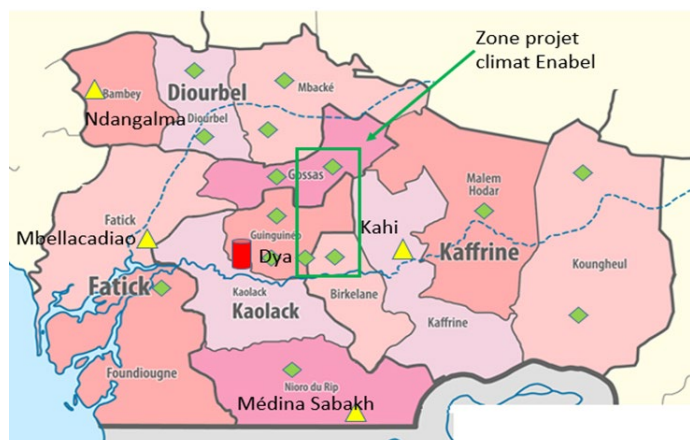 Zone projet
climat Enabel
Bambey
Diourbel
Mbacké
Ndangalma
Diourbel
Gossas
Malem
Hodar
Fatick
Mbellacadiao
Guinguinéo
Kahi
Dya
Kaffrine
Koungheul
Fatick
Kaolack
Kaolack
Birkelane
Kaffrine
Foundiougne
Nioro du Rip
Médina Sabakh